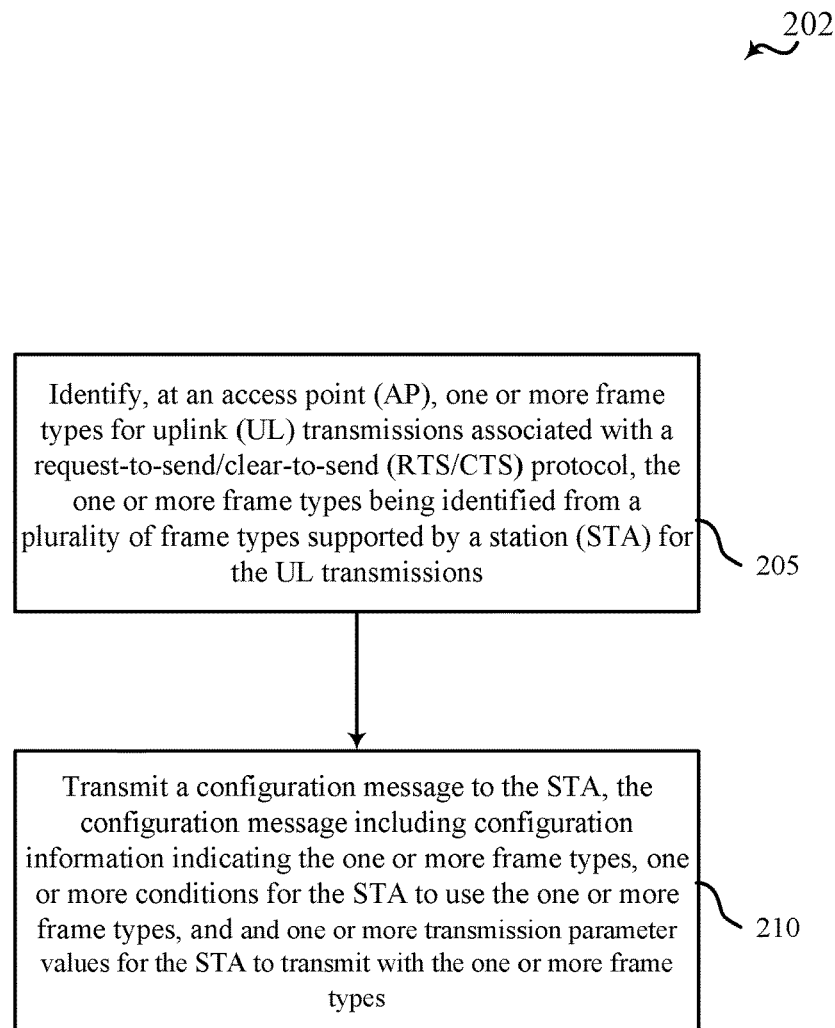 202
Identify, at an access point (AP), one or more frame
types for uplink (UL) transmissions associated with a
request-to-send/clear-to-send (RTS/CTS) protocol, the
one or more frame types being identified from a
plurality of frame types supported by a station (STA) for
the UL transmissions
205
Transmit a configuration message to the STA, the
configuration message including configuration
information indicating the one or more frame types, one
or more conditions for the STA to use the one or more
frame types, and and one or more transmission parameter
values for the STA to transmit with the one or more frame
types
210